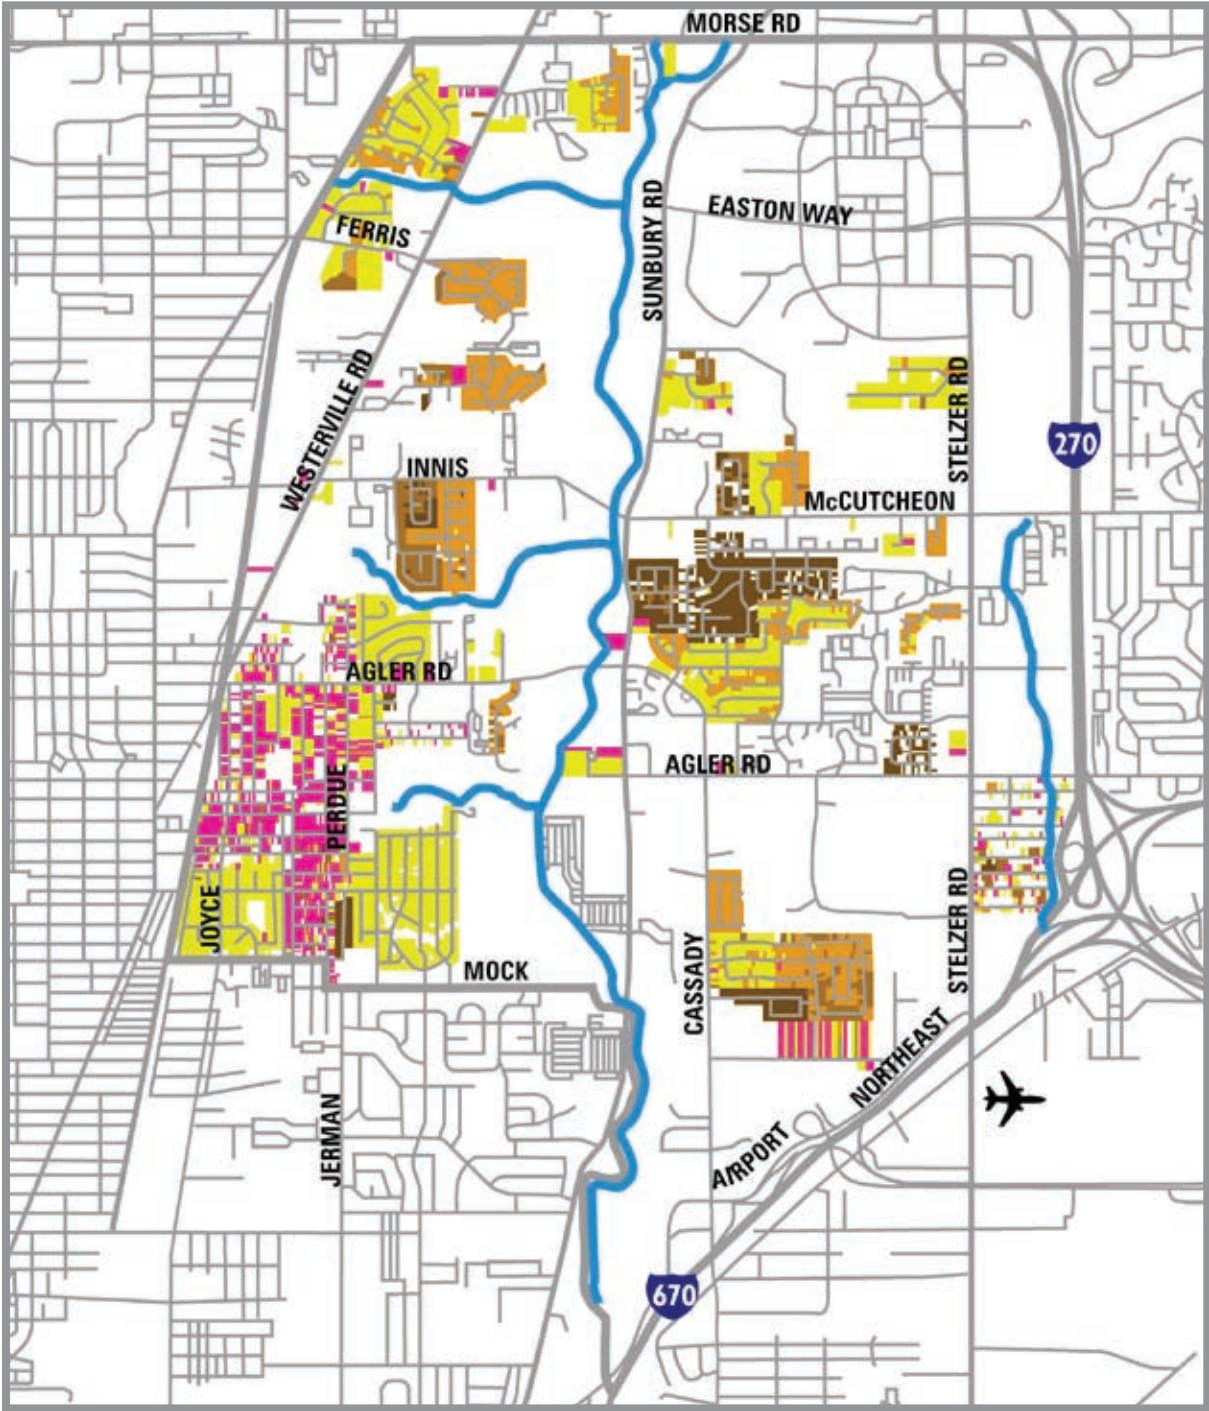 MORSE RD
SUNBURY RD
EASTON WAY
FERRIS
WESTERVILLE RD
STELZER RD
270
INNIS
McCUTCHEON
AGLER RD
PERDUE
AGLER RD
JOYCE
STELZER RD
MOCK
CASSADY
NORTHEAST
JERMAN
AIRPORT
670